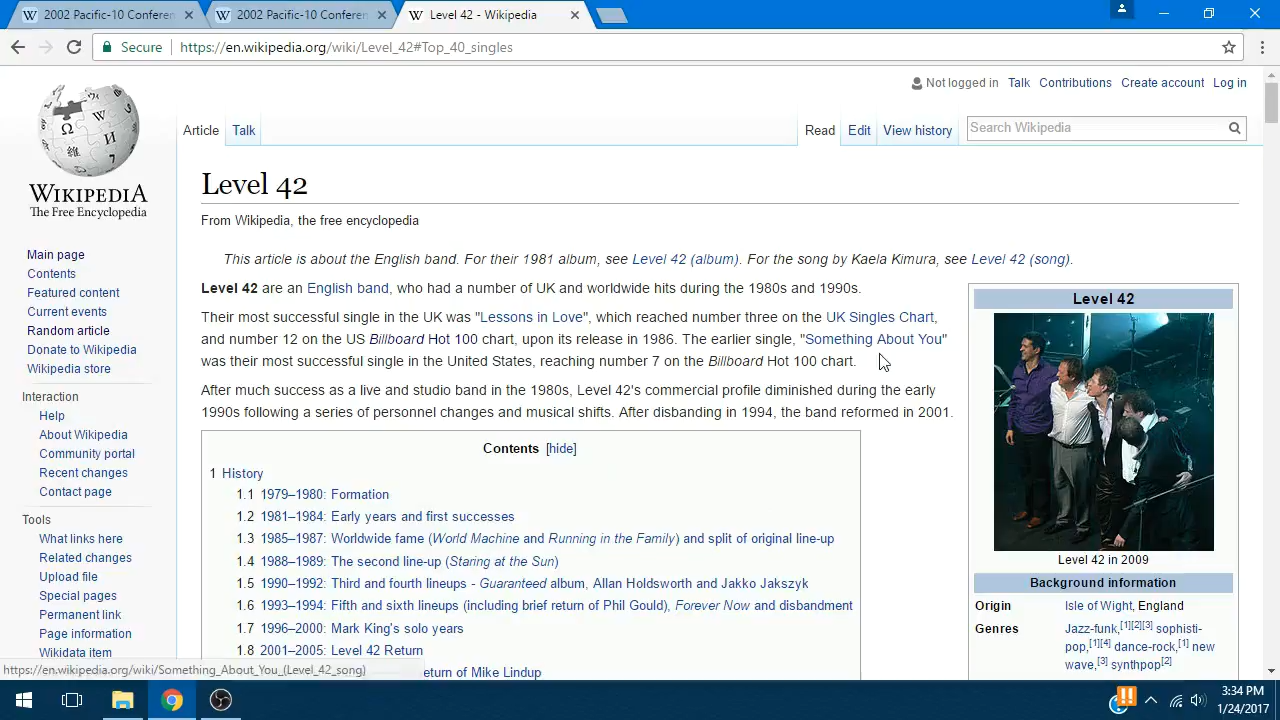 2002 Pacific-10 Conferen
2002 Pacific-10 Conferen
Level 42 - Wikipedia
Secure
https://en.wikipedia.org/wiki/Level_42#Top_40_singles
Not logged in Talk Contributions Create account Log in
Article Talk Read Edit View history Search Wikipedia
WIKIPEDIA
The Free Encyclopedia
Main page
Contents
Featured content
Current events
Random article
Donate to Wikipedia
Wikipedia store
Interaction
Help
About Wikipedia
Community portal
Recent changes
Contact page
Tools
What links here
Related changes
Upload file
Special pages
Permanent link
Page information
Wikidata item
Level 42
From Wikipedia, the free encyclopedia
This article is about the English band. For their 1981 album, see Level 42 (album). For the song by Kaela Kimura, see Level 42 (song).
Level 42 are an English band, who had a number of UK and worldwide hits during the 1980s and 1990s.
Their most successful single in the UK was "Lessons in Love", which reached number three on the UK Singles Chart,
and number 12 on the US Billboard Hot 100 chart, upon its release in 1986. The earlier single, "Something About You"
was their most successful single in the United States, reaching number 7 on the Billboard Hot 100 chart.
After much success as a live and studio band in the 1980s, Level 42's commercial profile diminished during the early
1990s following a series of personnel changes and musical shifts. After disbanding in 1994, the band reformed in 2001.
Contents [hide]
1 History
1.1 1979–1980: Formation
1.2 1981–1984: Early years and first successes
1.3 1985–1987: Worldwide fame (World Machine and Running in the Family) and split of original line-up
1.4 1988–1989: The second line-up (Staring at the Sun)
1.5 1990–1992: Third and fourth lineups - Guaranteed album, Allan Holdsworth and Jakko Jakszyk
1.6 1993–1994: Fifth and sixth lineups (including brief return of Phil Gould), Forever Now and disbandment
1.7 1996–2000: Mark King's solo years
1.8 2001–2005: Level 42 Return
eturn of Mike Lindup
Level 42
Level 42 in 2009
Background information
Origin Isle of Wight, England
Genres Jazz-funk,[1][2][3] sophisti-
pop,[1][4] dance-rock,[1] new
wave,[3] synthpop[2]
https://en.wikipedia.org/wiki/Something_About_You_(Level_42_song)
3:34 PM
1/24/2017